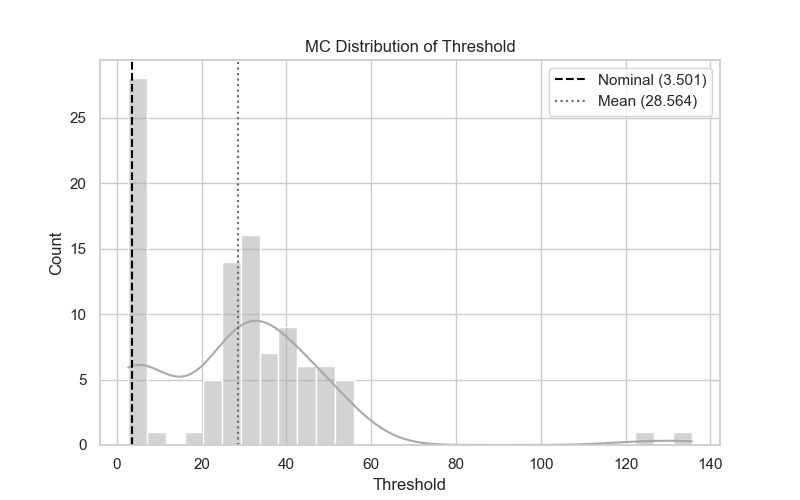 MC Distribution of Threshold
Nominal (3.501)
Mean (28.564)
Count
25
20
15
10
5
0
0 20 40 60 80 100 120 140
Threshold